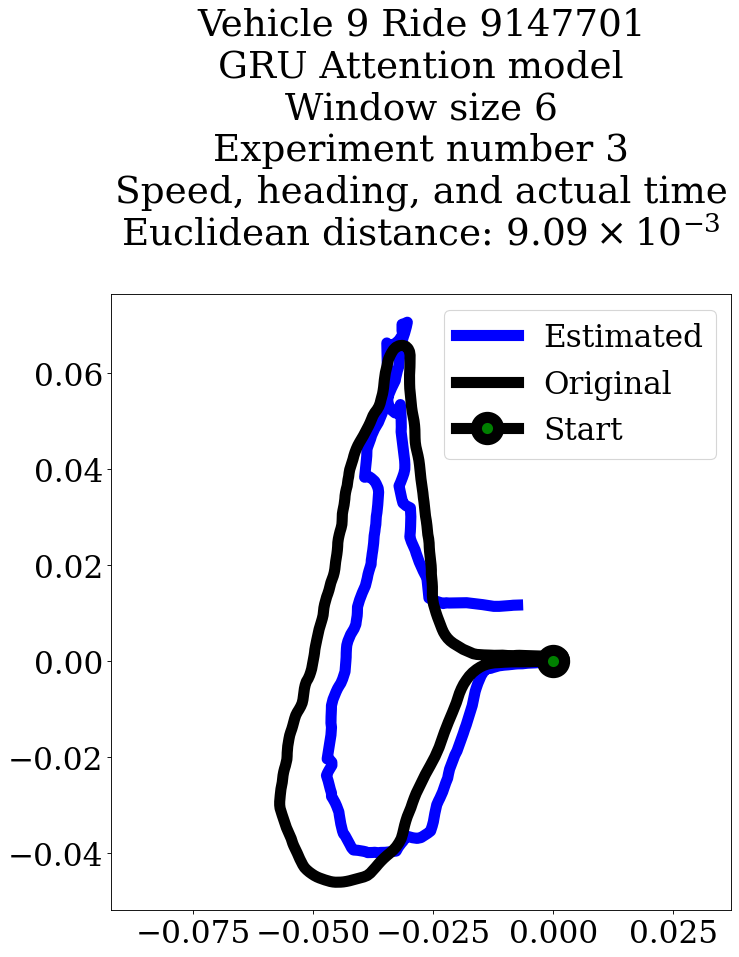 Vehicle 9 Ride 9147701
GRU Attention model
Window size 6
Experiment number 3
Speed, heading, and actual time
Euclidean distance: 9.09 × 10⁻³
Estimated
Original
Start
0.06
0.04
0.02
0.00
−0.02
−0.04
−0.075 −0.050 −0.025 0.000 0.025